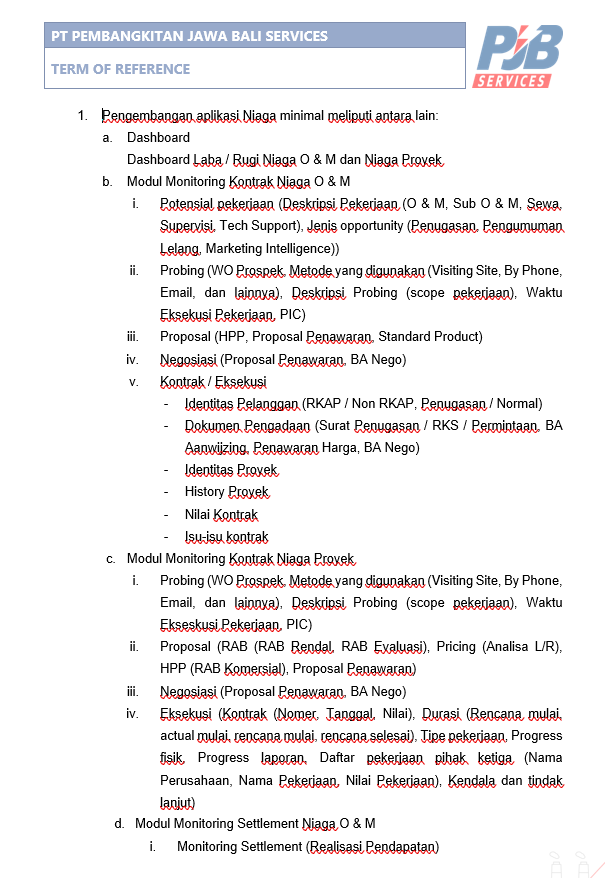 PT PEMBANGKITAN JAWA BALI SERVICES
TERM OF REFERENCE
PJB
SERVICES
1. Pengembangan aplikasi Niaga minimal meliputi antara lain:
a. Dashboard
Dashboard Laba / Rugi Niaga O & M dan Niaga Proyek
b. Modul Monitoring Kontrak Niaga O & M
i. Potensial pekerjaan (Deskripsi Pekerjaan (O & M, Sub O & M, Sewa,
Supervisi, Tech Support), Jenis opportunity (Penugasan, Pengumuman
Lelang, Marketing Intelligence))
ii. Probing (WO Prospek, Metode yang digunakan (Visiting Site, By Phone,
Email, dan lainnya), Deskripsi Probing (scope pekerjaan), Waktu
Eksekusi Pekerjaan, PIC)
iii. Proposal (HPP, Proposal Penawaran, Standard Product)
iv. Negosiasi (Proposal Penawaran, BA Nego)
v. Kontrak / Eksekusi
- Identitas Pelanggan (RKAP / Non RKAP, Penugasan / Normal)
- Dokumen Pengadaan (Surat Penugasan / RKS / Permintaan, BA
Aanwijzing, Penawaran Harga, BA Nego)
- Identitas Proyek
- History Proyek
- Nilai Kontrak
- Isu-isu kontrak
c. Modul Monitoring Kontrak Niaga Proyek
i. Probing (WO Prospek, Metode yang digunakan (Visiting Site, By Phone,
Email, dan lainnya), Deskripsi Probing (scope pekerjaan), Waktu
Ekseskusi Pekerjaan, PIC)
ii. Proposal (RAB (RAB Rendal, RAB Evaluasi), Pricing (Analisa L/R),
HPP (RAB Komersial), Proposal Penawaran)
iii. Negosiasi (Proposal Penawaran, BA Nego)
iv. Eksekusi (Kontrak (Nomer, Tanggal, Nilai), Durasi (Rencana mulai,
actual mulai, rencana mulai, rencana selesai), Tipe pekerjaan, Progress
fisik, Progress laporan, Daftar pekerjaan pihak ketiga (Nama
Perusahaan, Nama Pekerjaan, Nilai Pekerjaan), Kendala dan tindak
lanjut)
d. Modul Monitoring Settlement Niaga O & M
i. Monitoring Settlement (Realisasi Pendapatan)